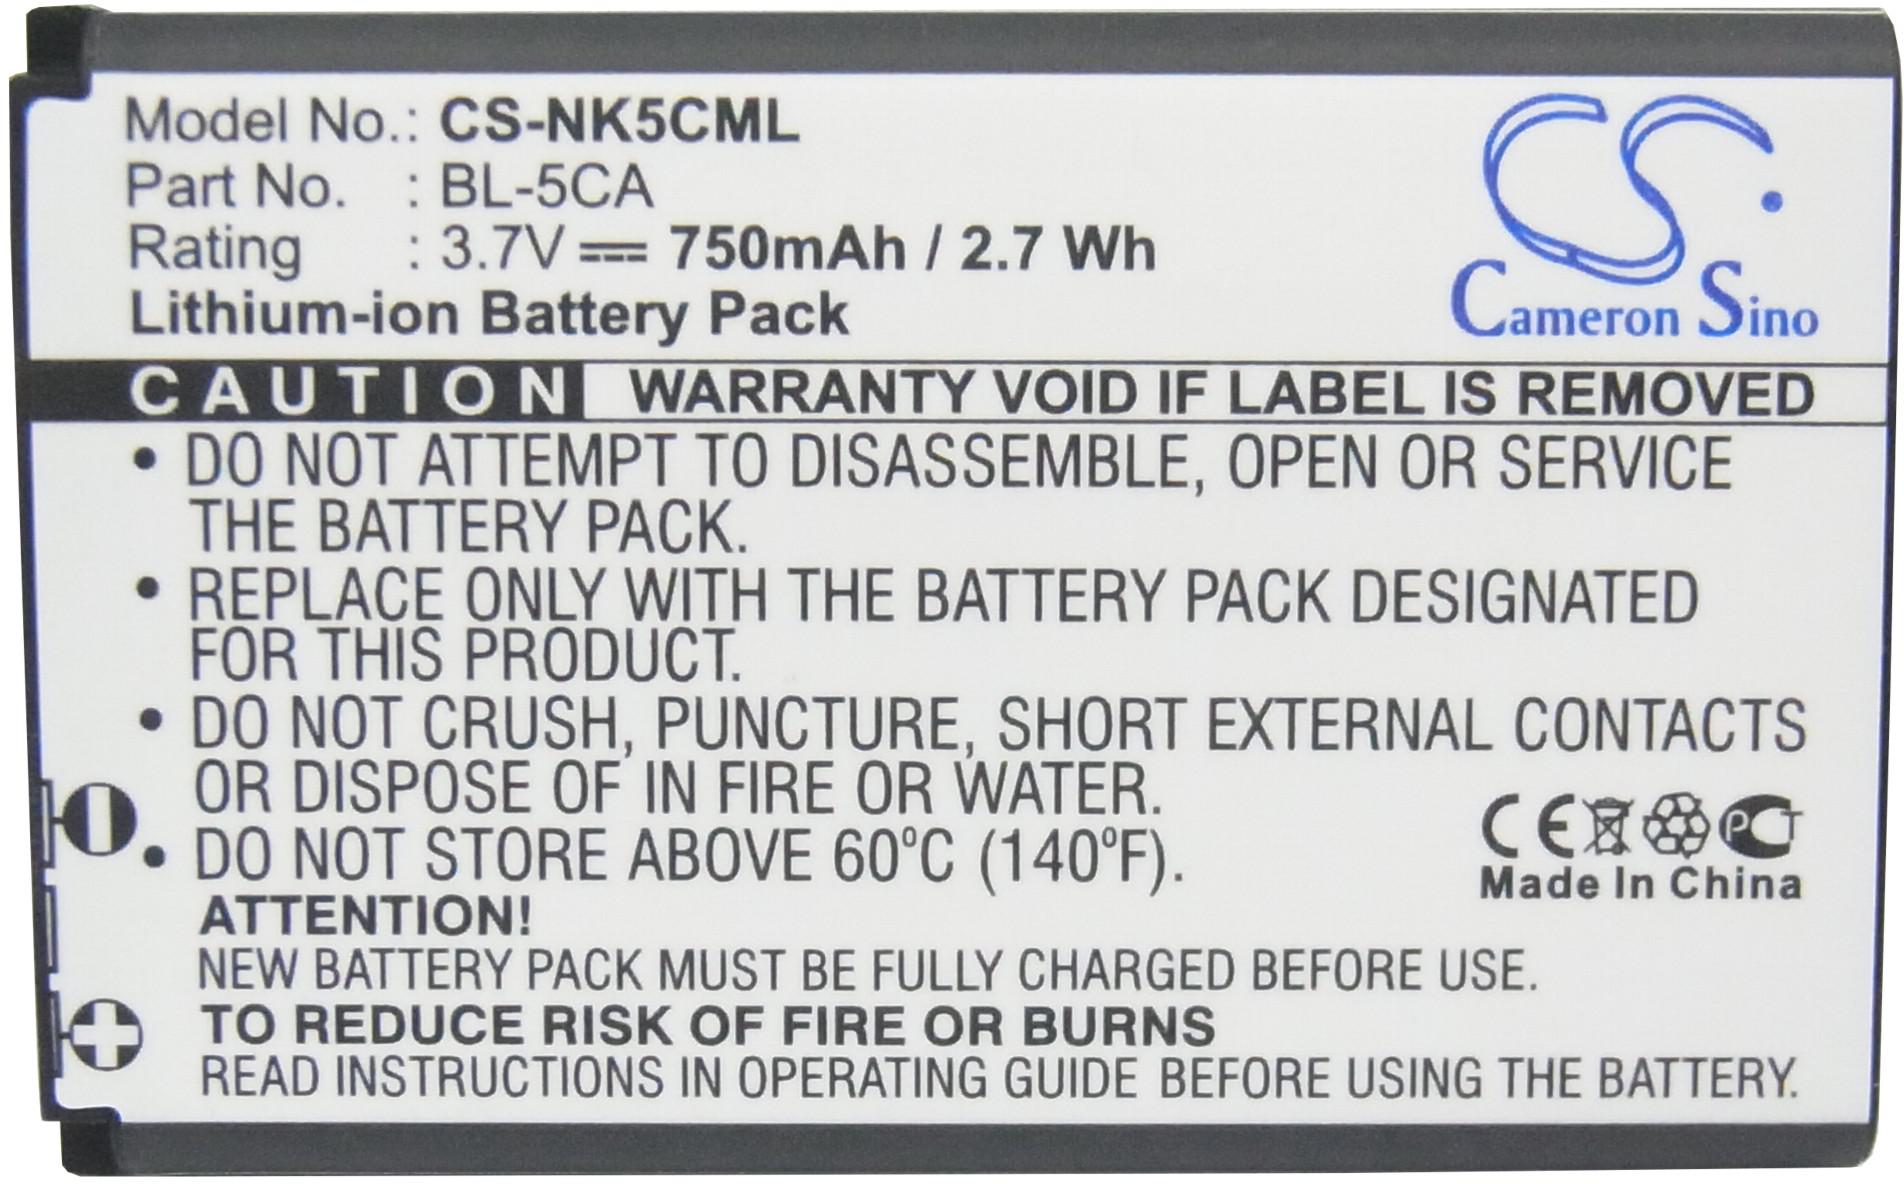 Model No.: CS-NK5CML
Part No. : BL-5CA
Rating : 3.7V ⎓ 750mAh / 2.7 Wh
Lithium-ion Battery Pack
CS.
Cameron Sino
CAUTION WARRANTY VOID IF LABEL IS REMOVED
• DO NOT ATTEMPT TO DISASSEMBLE, OPEN OR SERVICE
THE BATTERY PACK.
• REPLACE ONLY WITH THE BATTERY PACK DESIGNATED
FOR THIS PRODUCT.
• DO NOT CRUSH, PUNCTURE, SHORT EXTERNAL CONTACTS
OR DISPOSE OF IN FIRE OR WATER.
• DO NOT STORE ABOVE 60ºC (140ºF).
CE PCT
Made In China
ATTENTION!
NEW BATTERY PACK MUST BE FULLY CHARGED BEFORE USE.
TO REDUCE RISK OF FIRE OR BURNS
READ INSTRUCTIONS IN OPERATING GUIDE BEFORE USING THE BATTERY.